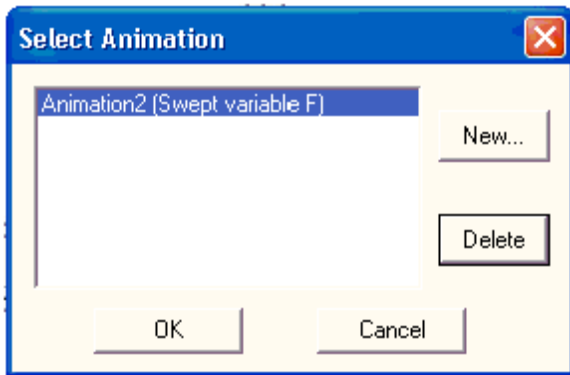 Select Animation
Animation2 (Swept variable F)
New...
Delete
OK
Cancel